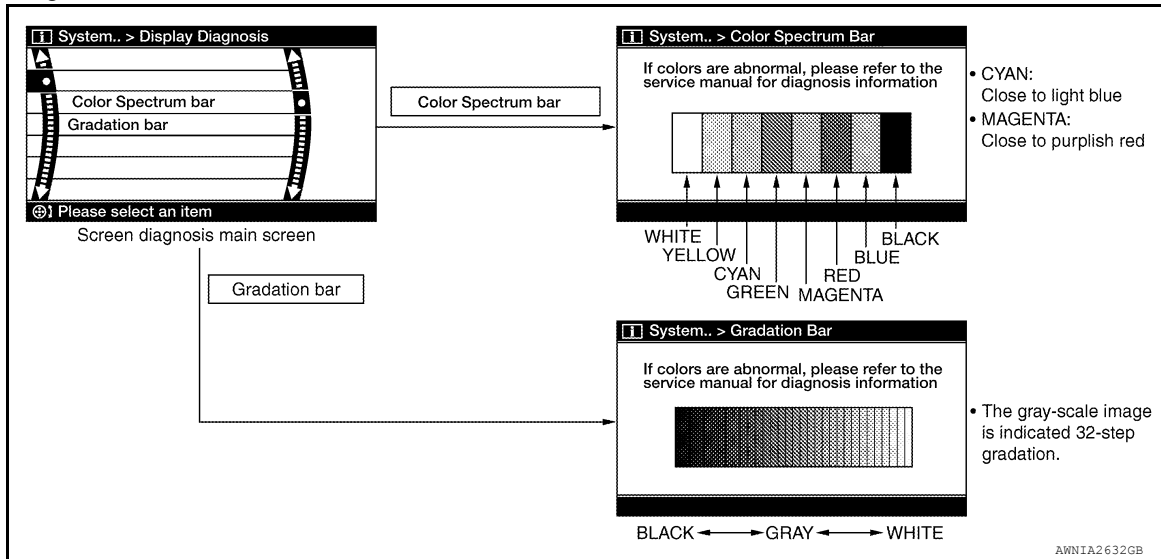 System.. > Display Diagnosis
Color Spectrum bar
Gradation bar
Please select an item
Screen diagnosis main screen
Color Spectrum bar
Gradation bar
System.. > Color Spectrum Bar
If colors are abnormal, please refer to the
service manual for diagnosis information
WHITE
YELLOW
CYAN
GREEN
MAGENTA
RED
BLUE
BLACK
• CYAN:
Close to light blue
• MAGENTA:
Close to purplish red
System.. > Gradation Bar
If colors are abnormal, please refer to the
service manual for diagnosis information
BLACK GRAY WHITE
• The gray-scale image
is indicated 32-step
gradation.
AWNIA2632GB